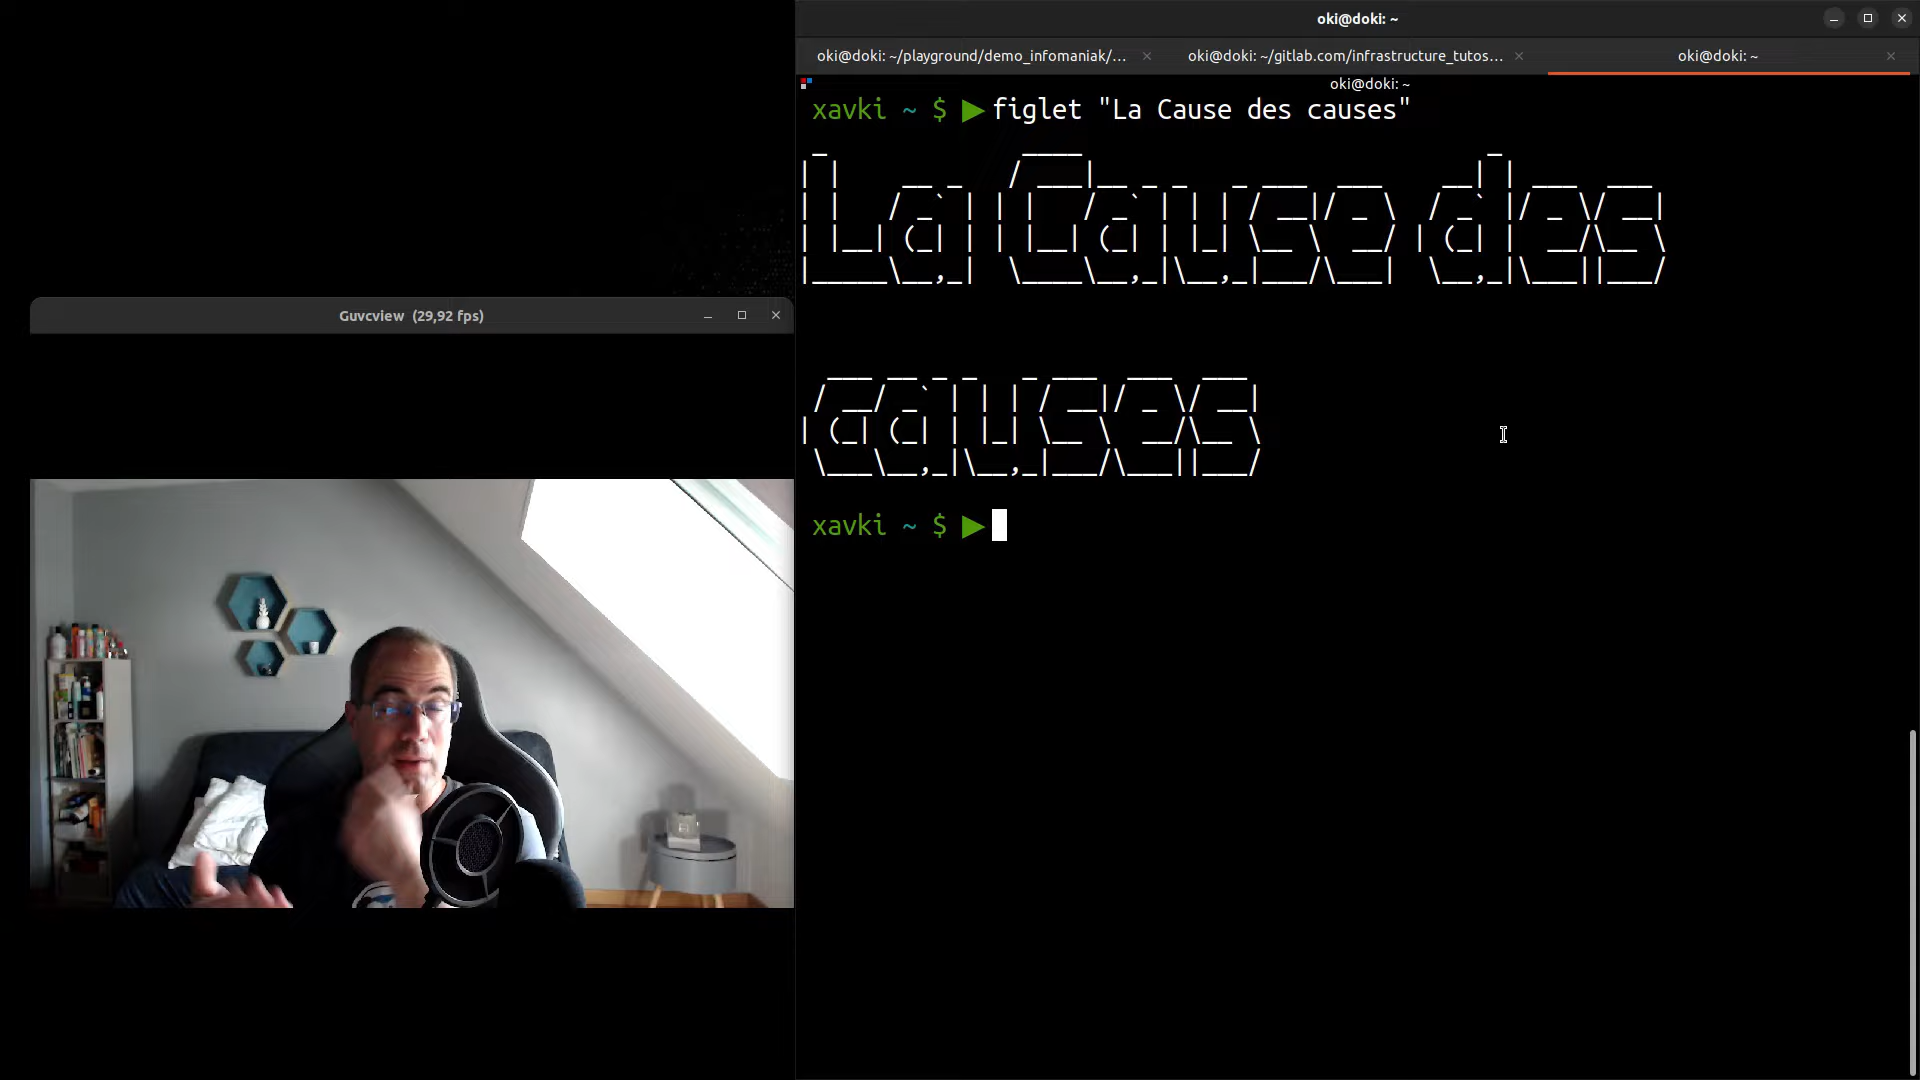 oki@doki: ~
oki@doki: ~/playground/demo_infomaniak/...
oki@doki: ~/gitlab.com/infrastructure_tutos...
oki@doki: ~
oki@doki: ~
xavki ~ $ ▶ figlet "La Cause des causes"
La Cause des
causes
xavki ~ $ ▶
Guvcview (29,92 fps)